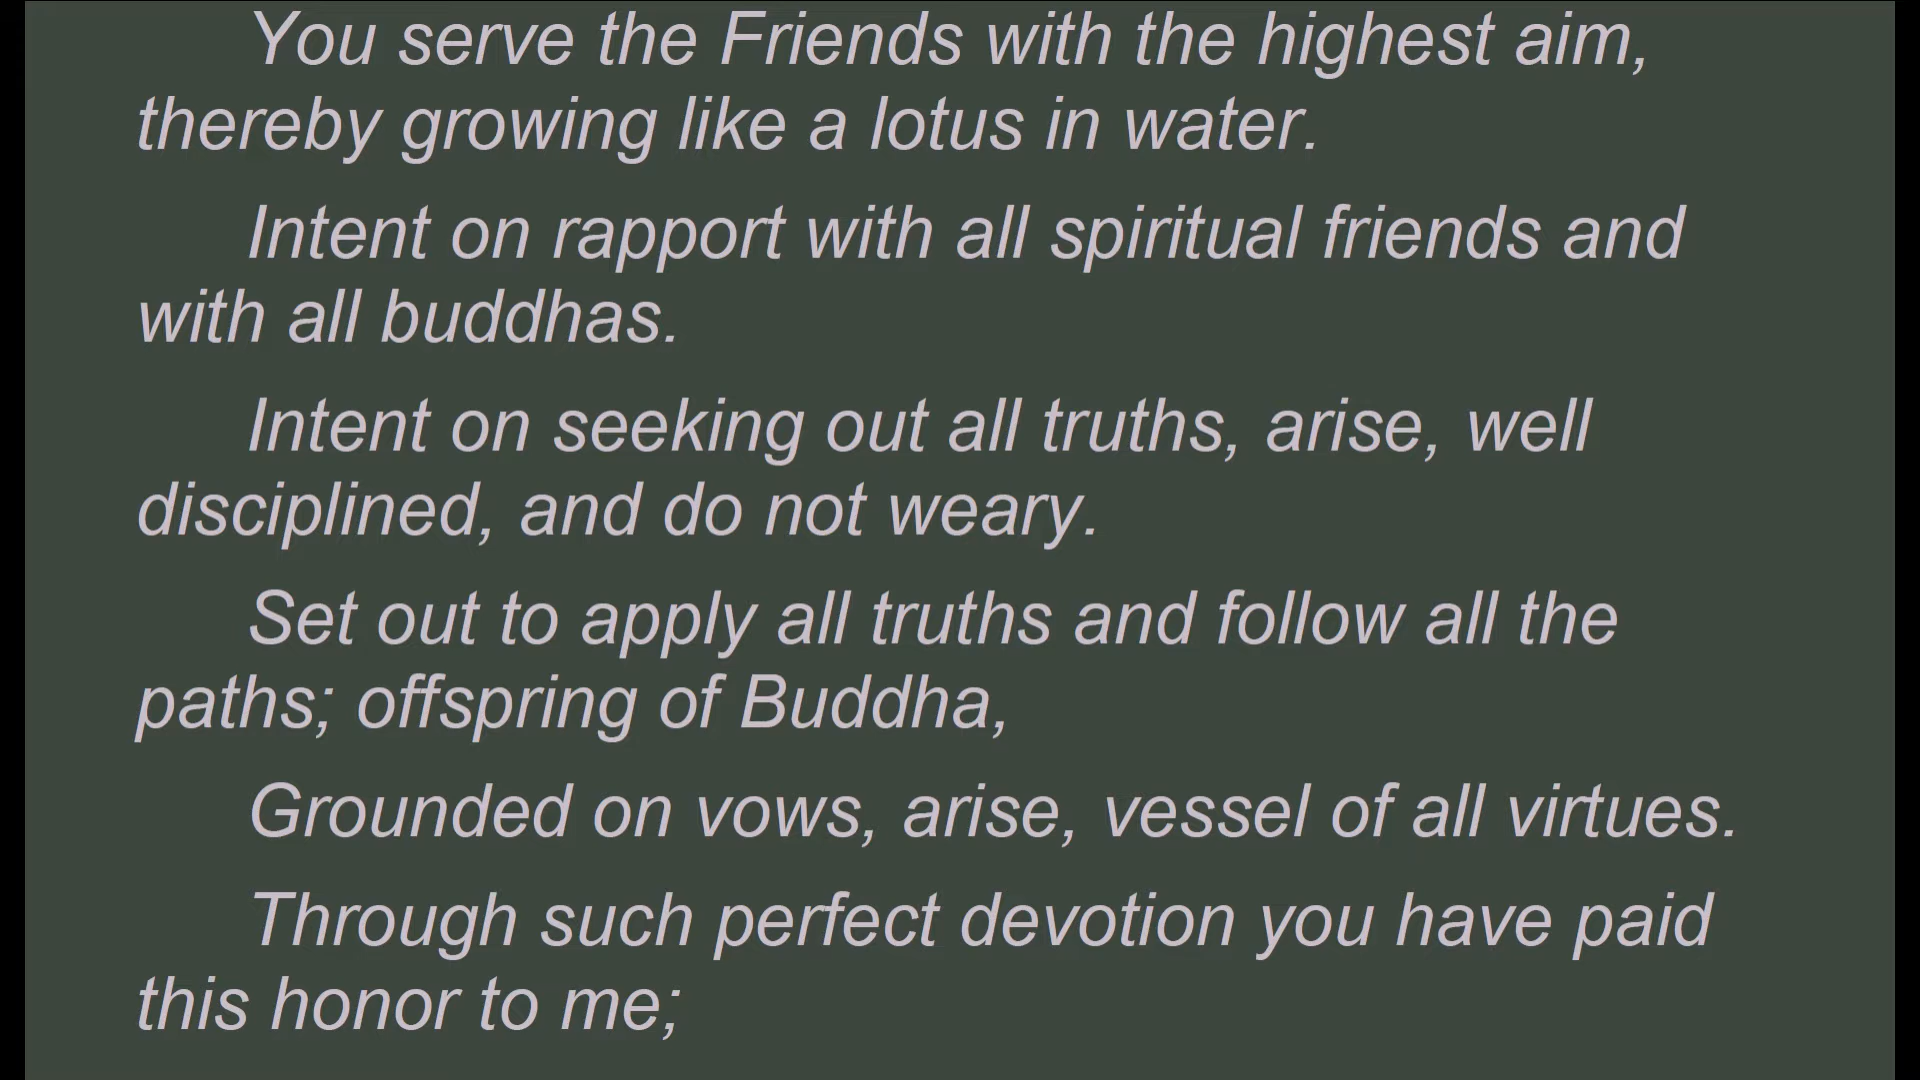 You serve the Friends with the highest aim,
thereby growing like a lotus in water.
Intent on rapport with all spiritual friends and
with all buddhas.
Intent on seeking out all truths, arise, well
disciplined, and do not weary.
Set out to apply all truths and follow all the
paths; offspring of Buddha,
Grounded on vows, arise, vessel of all virtues.
Through such perfect devotion you have paid
this honor to me;